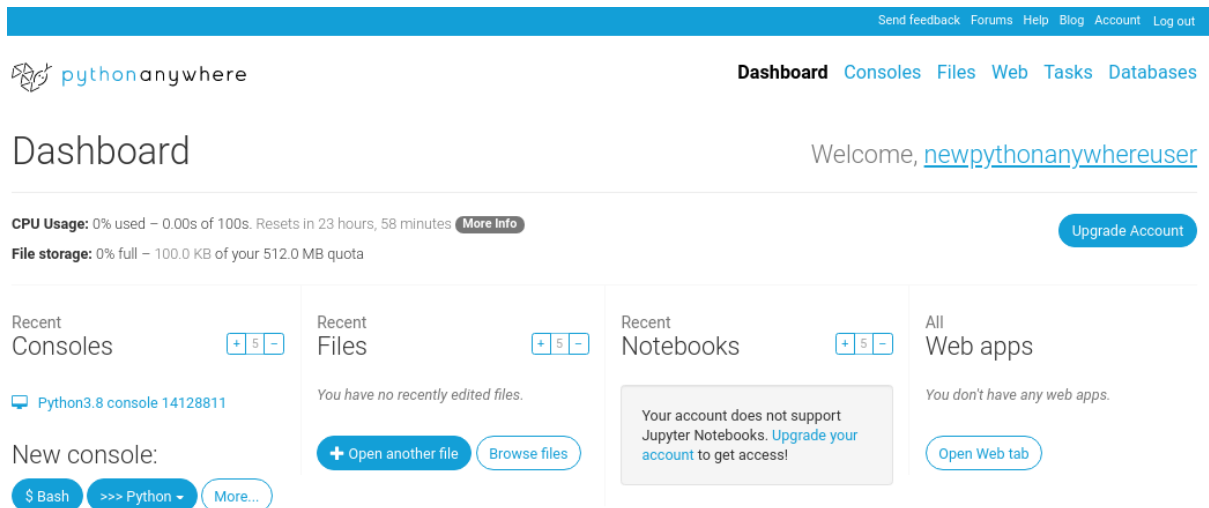 Send feedback Forums Help Blog Account Log out
pythonanywhere
Dashboard Consoles Files Web Tasks Databases
Dashboard
Welcome, newpythonanywhereuser
CPU Usage: 0% used – 0.00s of 100s. Resets in 23 hours, 58 minutes More Info
File storage: 0% full – 100.0 KB of your 512.0 MB quota
Upgrade Account
Recent
Consoles
+ 5 −
Python3.8 console 14128811
New console:
$ Bash >>> Python More...
Recent
Files
+ 5 −
You have no recently edited files.
+ Open another file Browse files
Recent
Notebooks
+ 5 −
Your account does not support
Jupyter Notebooks. Upgrade your
account to get access!
All
Web apps
You don't have any web apps.
Open Web tab